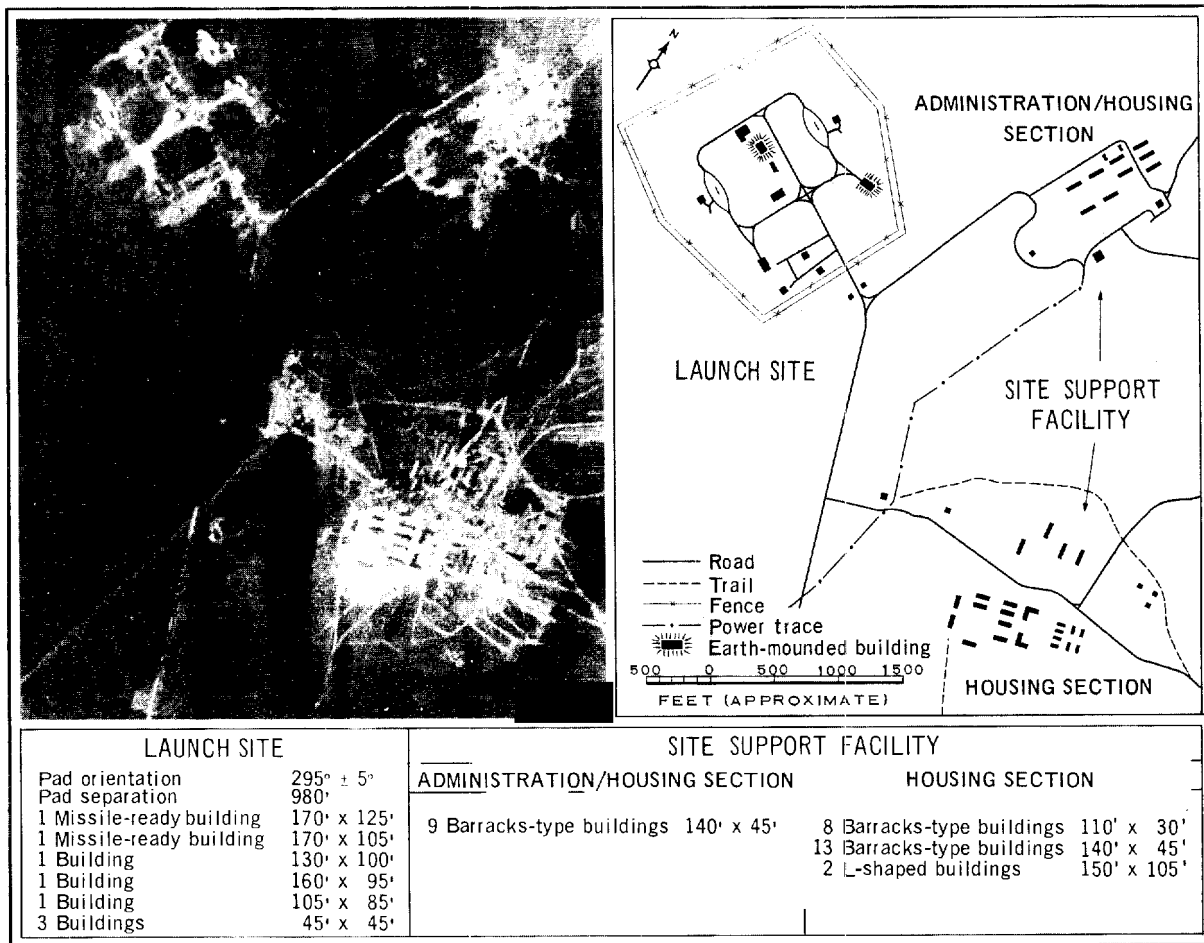 N
ADMINISTRATION/HOUSING
SECTION
LAUNCH SITE
SITE SUPPORT
FACILITY
Road
Trail
Fence
Power trace
Earth-mounded building
500 0 500 1000 1500
FEET (APPROXIMATE)
HOUSING SECTION
LAUNCH SITE
Pad orientation 295° ± 5°
Pad separation 980'
1 Missile-ready building 170' x 125'
1 Missile-ready building 170' x 105'
1 Building 130' x 100'
1 Building 160' x 95'
1 Building 105' x 85'
3 Buildings 45' x 45'
SITE SUPPORT FACILITY
ADMINISTRATION/HOUSING SECTION
9 Barracks-type buildings 140' x 45'
HOUSING SECTION
8 Barracks-type buildings 110' x 30'
13 Barracks-type buildings 140' x 45'
2 L-shaped buildings 150' x 105'